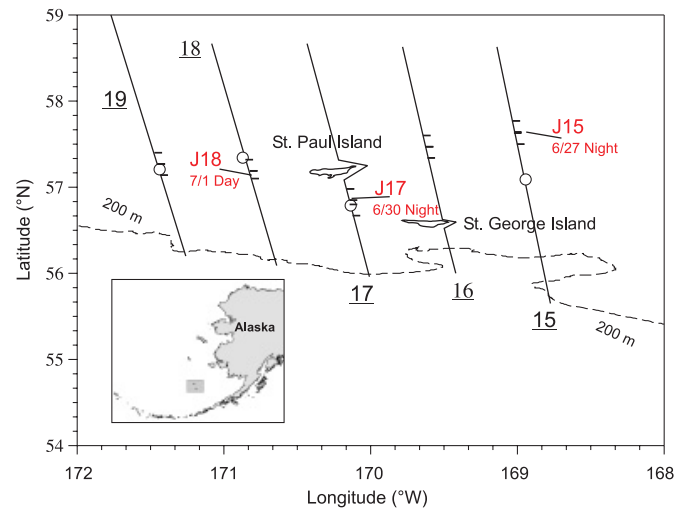 59
58
57
56
55
54
Latitude (°N)
172
171
170
169
168
Longitude (°W)
19
18
17
16
15
St. Paul Island
J18
7/1 Day
J17
6/30 Night
J15
6/27 Night
St. George Island
200 m
200 m
Alaska